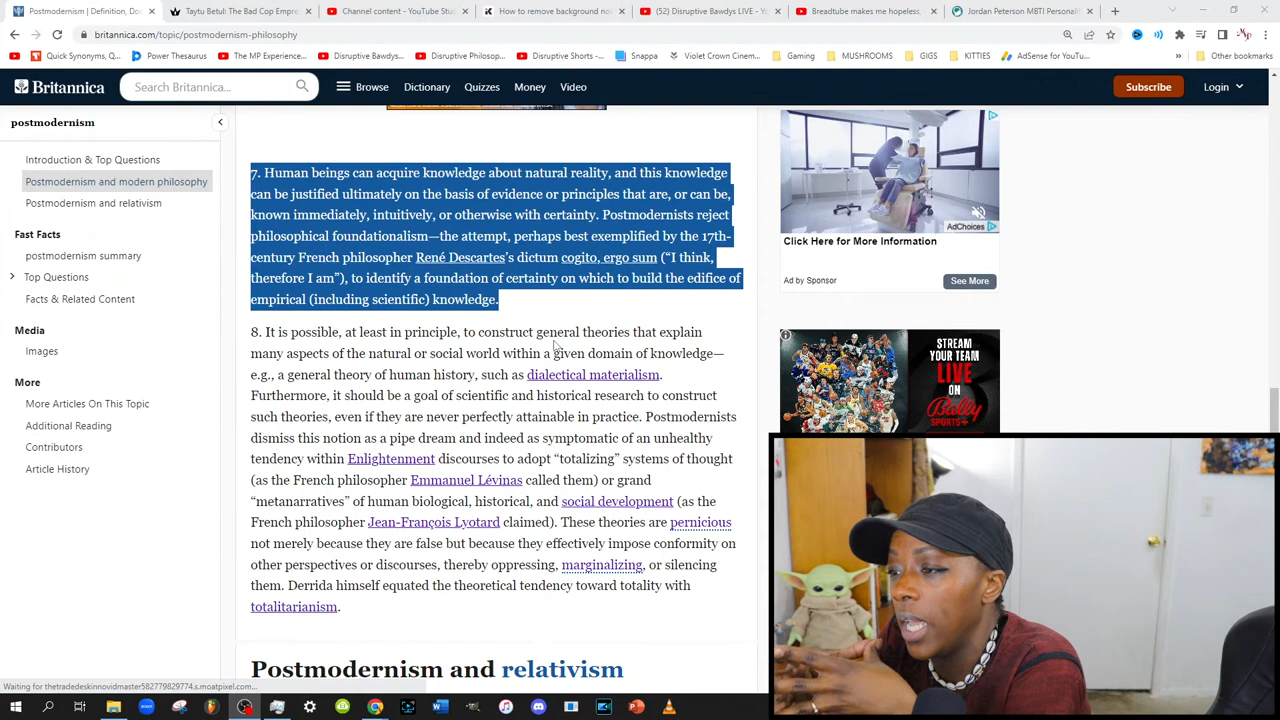 Postmodernism | Definition, Doc
Taytu Betul: The Bad Cop Empre
Channel content - YouTube Stud
How to remove background noi
(52) Disruptive Bawdys LIVE - Yo
Breadtube makes me hopeless,
Jordan Peterson MBTI Personal
britannica.com/topic/postmodernism-philosophy
Quick Synonyms, Q...
Power Thesaurus
The MP Experience...
Disruptive Bawdys...
Disruptive Philosop...
Disruptive Shorts -...
Snappa
Violet Crown Cinem...
Gaming
MUSHROOMS
GIGS
KITTIES
AdSense for YouTu...
Other bookmarks
Britannica
Search Britannica...
Browse
Dictionary
Quizzes
Money
Video
Subscribe
Login
postmodernism
Introduction & Top Questions
Postmodernism and modern philosophy
Postmodernism and relativism
Fast Facts
postmodernism summary
Top Questions
Facts & Related Content
Media
Images
More
More Articles On This Topic
Additional Reading
Contributors
Article History
7. Human beings can acquire knowledge about natural reality, and this knowledge
can be justified ultimately on the basis of evidence or principles that are, or can be,
known immediately, intuitively, or otherwise with certainty. Postmodernists reject
philosophical foundationalism—the attempt, perhaps best exemplified by the 17th-
century French philosopher René Descartes's dictum cogito, ergo sum (“I think,
therefore I am”), to identify a foundation of certainty on which to build the edifice of
empirical (including scientific) knowledge.
8. It is possible, at least in principle, to construct general theories that explain
many aspects of the natural or social world within a given domain of knowledge—
e.g., a general theory of human history, such as dialectical materialism.
Furthermore, it should be a goal of scientific and historical research to construct
such theories, even if they are never perfectly attainable in practice. Postmodernists
dismiss this notion as a pipe dream and indeed as symptomatic of an unhealthy
tendency within Enlightenment discourses to adopt “totalizing” systems of thought
(as the French philosopher Emmanuel Lévinas called them) or grand
“metanarratives” of human biological, historical, and social development (as the
French philosopher Jean-François Lyotard claimed). These theories are pernicious
not merely because they are false but because they effectively impose conformity on
other perspectives or discourses, thereby oppressing, marginalizing, or silencing
them. Derrida himself equated the theoretical tendency toward totality with
totalitarianism.
Postmodernism and relativism
AdChoices
Click Here for More Information
Ad by Sponsor
See More
STREAM
YOUR TEAM
LIVE
ON
Bally
SPORTS+
Waiting for thetradedeskinnovidmaster582779829774.s.moatpixel.com...